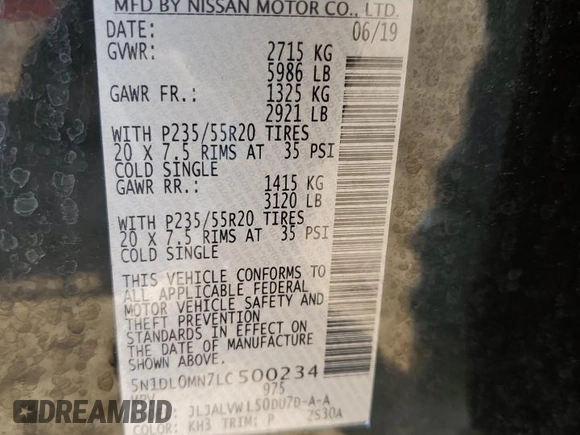 MFD BY NISSAN MOTOR CO., LTD.
DATE: 06/19
GVWR: 2715 KG
5986 LB
GAWR FR.: 1325 KG
2921 LB
WITH P235/55R20 TIRES
20 X 7.5 RIMS AT 35 PSI
COLD SINGLE
GAWR RR.: 1415 KG
3120 LB
WITH P235/55R20 TIRES
20 X 7.5 RIMS AT 35 PSI
COLD SINGLE
THIS VEHICLE CONFORMS TO
ALL APPLICABLE FEDERAL
MOTOR VEHICLE SAFETY AND
THEFT PREVENTION
STANDARDS IN EFFECT ON
THE DATE OF MANUFACTURE
SHOWN ABOVE.
5N1DL0MN7LC500234
MPV 975
JLJALVWL50DU7D-A-A
COLOR: KH3 TRIM: P 2S30A
AUTOBIDMASTER